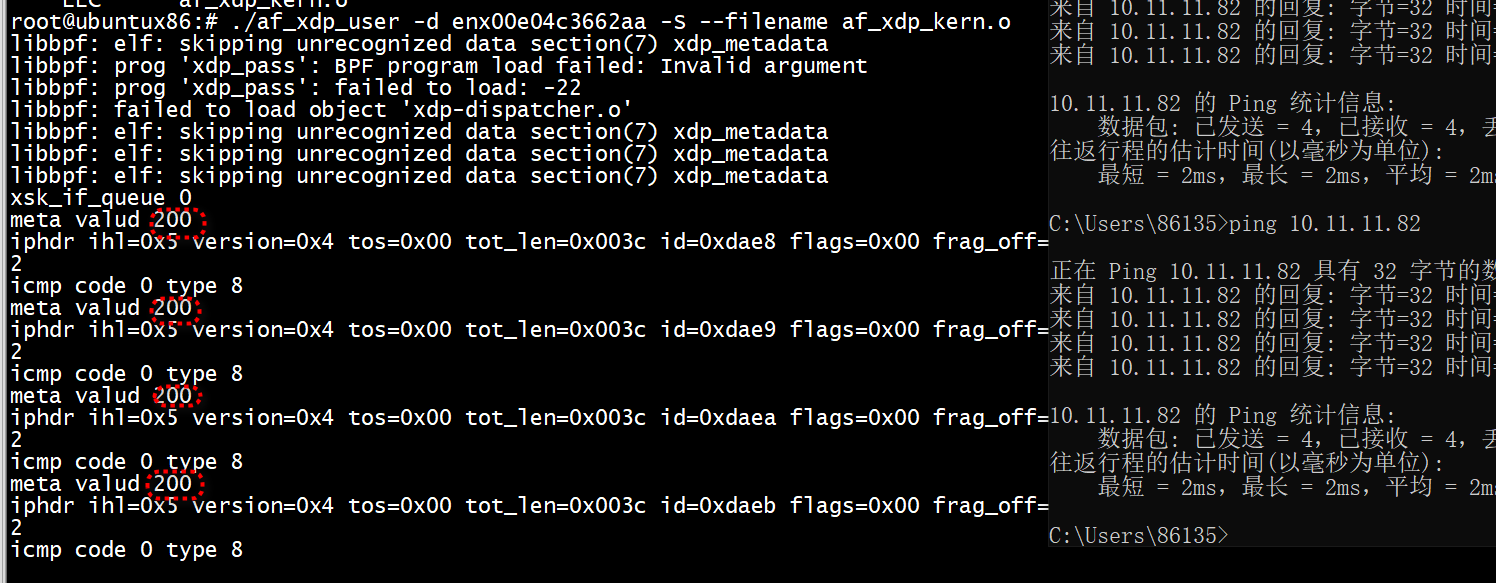 LLC af_xdp_kern.o
root@ubuntux86:# ./af_xdp_user -d enx00e04c3662aa -S --filename af_xdp_kern.o
libbpf: elf: skipping unrecognized data section(7) xdp_metadata
libbpf: prog 'xdp_pass': BPF program load failed: Invalid argument
libbpf: prog 'xdp_pass': failed to load: -22
libbpf: failed to load object 'xdp-dispatcher.o'
libbpf: elf: skipping unrecognized data section(7) xdp_metadata
libbpf: elf: skipping unrecognized data section(7) xdp_metadata
libbpf: elf: skipping unrecognized data section(7) xdp_metadata
xsk_if_queue 0
meta valud 200
iphdr ihl=0x5 version=0x4 tos=0x00 tot_len=0x003c id=0xdae8 flags=0x00 frag_off=
2
icmp code 0 type 8
meta valud 200
iphdr ihl=0x5 version=0x4 tos=0x00 tot_len=0x003c id=0xdae9 flags=0x00 frag_off=
2
icmp code 0 type 8
meta valud 200
iphdr ihl=0x5 version=0x4 tos=0x00 tot_len=0x003c id=0xdaea flags=0x00 frag_off=
2
icmp code 0 type 8
meta valud 200
iphdr ihl=0x5 version=0x4 tos=0x00 tot_len=0x003c id=0xdaeb flags=0x00 frag_off=
2
icmp code 0 type 8
来自 10.11.11.82 的回复: 字节=32 时间=
来自 10.11.11.82 的回复: 字节=32 时间=
来自 10.11.11.82 的回复: 字节=32 时间=
10.11.11.82 的 Ping 统计信息:
数据包: 已发送 = 4，已接收 = 4，丢
往返行程的估计时间(以毫秒为单位):
最短 = 2ms，最长 = 2ms，平均 = 2ms
C:\Users\86135>ping 10.11.11.82
正在 Ping 10.11.11.82 具有 32 字节的数
来自 10.11.11.82 的回复: 字节=32 时间=
来自 10.11.11.82 的回复: 字节=32 时间=
来自 10.11.11.82 的回复: 字节=32 时间=
来自 10.11.11.82 的回复: 字节=32 时间=
10.11.11.82 的 Ping 统计信息:
数据包: 已发送 = 4，已接收 = 4，丢
往返行程的估计时间(以毫秒为单位):
最短 = 2ms，最长 = 2ms，平均 = 2ms
C:\Users\86135>